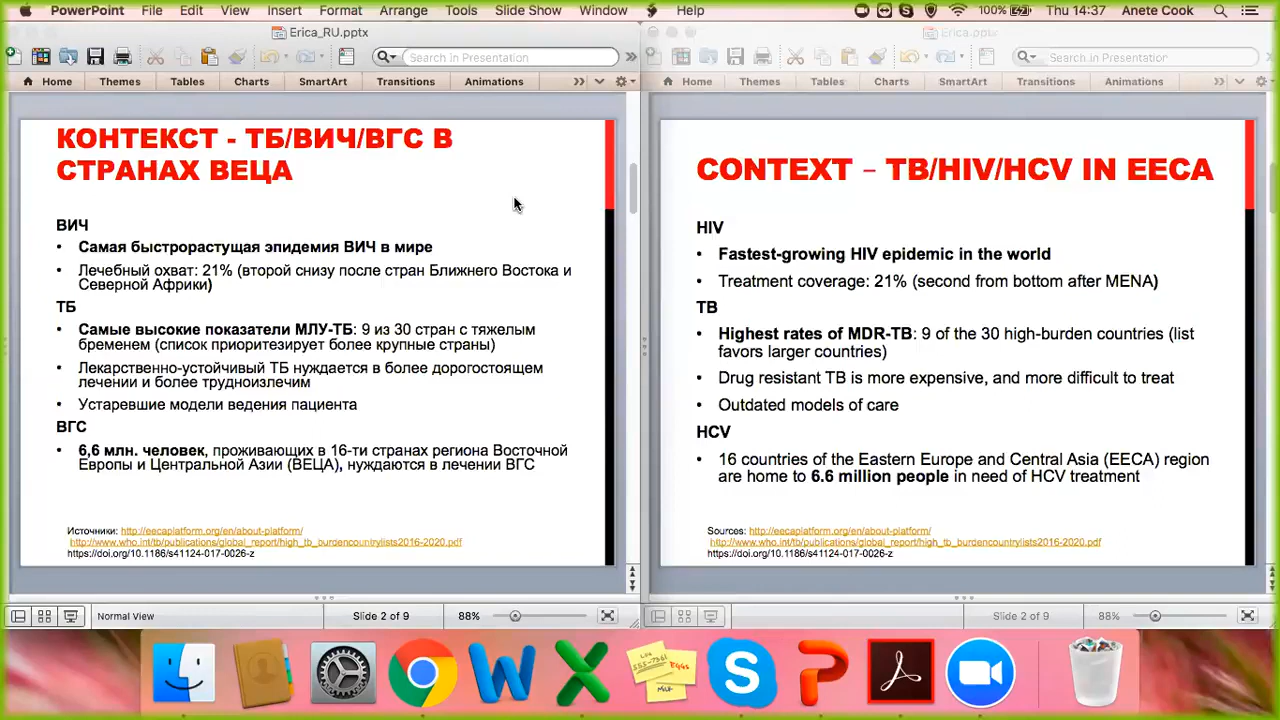 PowerPoint File Edit View Insert Format Arrange Tools Slide Show Window Help 100% Thu 14:37 Anete Cook
Erica_RU.pptx
Search in Presentation
Home Themes Tables Charts SmartArt Transitions Animations
КОНТЕКСТ - ТБ/ВИЧ/ВГС В
СТРАНАХ ВЕЦА
ВИЧ
• Самая быстрорастущая эпидемия ВИЧ в мире
• Лечебный охват: 21% (второй снизу после стран Ближнего Востока и
Северной Африки)
ТБ
• Самые высокие показатели МЛУ-ТБ: 9 из 30 стран с тяжелым
бременем (список приоритезирует более крупные страны)
• Лекарственно-устойчивый ТБ нуждается в более дорогостоящем
лечении и более трудноизлечим
• Устаревшие модели ведения пациента
ВГС
• 6,6 млн. человек, проживающих в 16-ти странах региона Восточной
Европы и Центральной Азии (ВЕЦА), нуждаются в лечении ВГС
Источники: http://eecaplatform.org/en/about-platform/
http://www.who.int/tb/publications/global_report/high_tb_burdencountrylists2016-2020.pdf
https://doi.org/10.1186/s41124-017-0026-z
Normal View Slide 2 of 9 88%
Erica.pptx
Search in Presentation
Home Themes Tables Charts SmartArt Transitions Animations
CONTEXT – TB/HIV/HCV IN EECA
HIV
• Fastest-growing HIV epidemic in the world
• Treatment coverage: 21% (second from bottom after MENA)
TB
• Highest rates of MDR-TB: 9 of the 30 high-burden countries (list
favors larger countries)
• Drug resistant TB is more expensive, and more difficult to treat
• Outdated models of care
HCV
• 16 countries of the Eastern Europe and Central Asia (EECA) region
are home to 6.6 million people in need of HCV treatment
Sources: http://eecaplatform.org/en/about-platform/
http://www.who.int/tb/publications/global_report/high_tb_burdencountrylists2016-2020.pdf
https://doi.org/10.1186/s41124-017-0026-z
Slide 2 of 9 88%
555-7361
EGGS
MILK